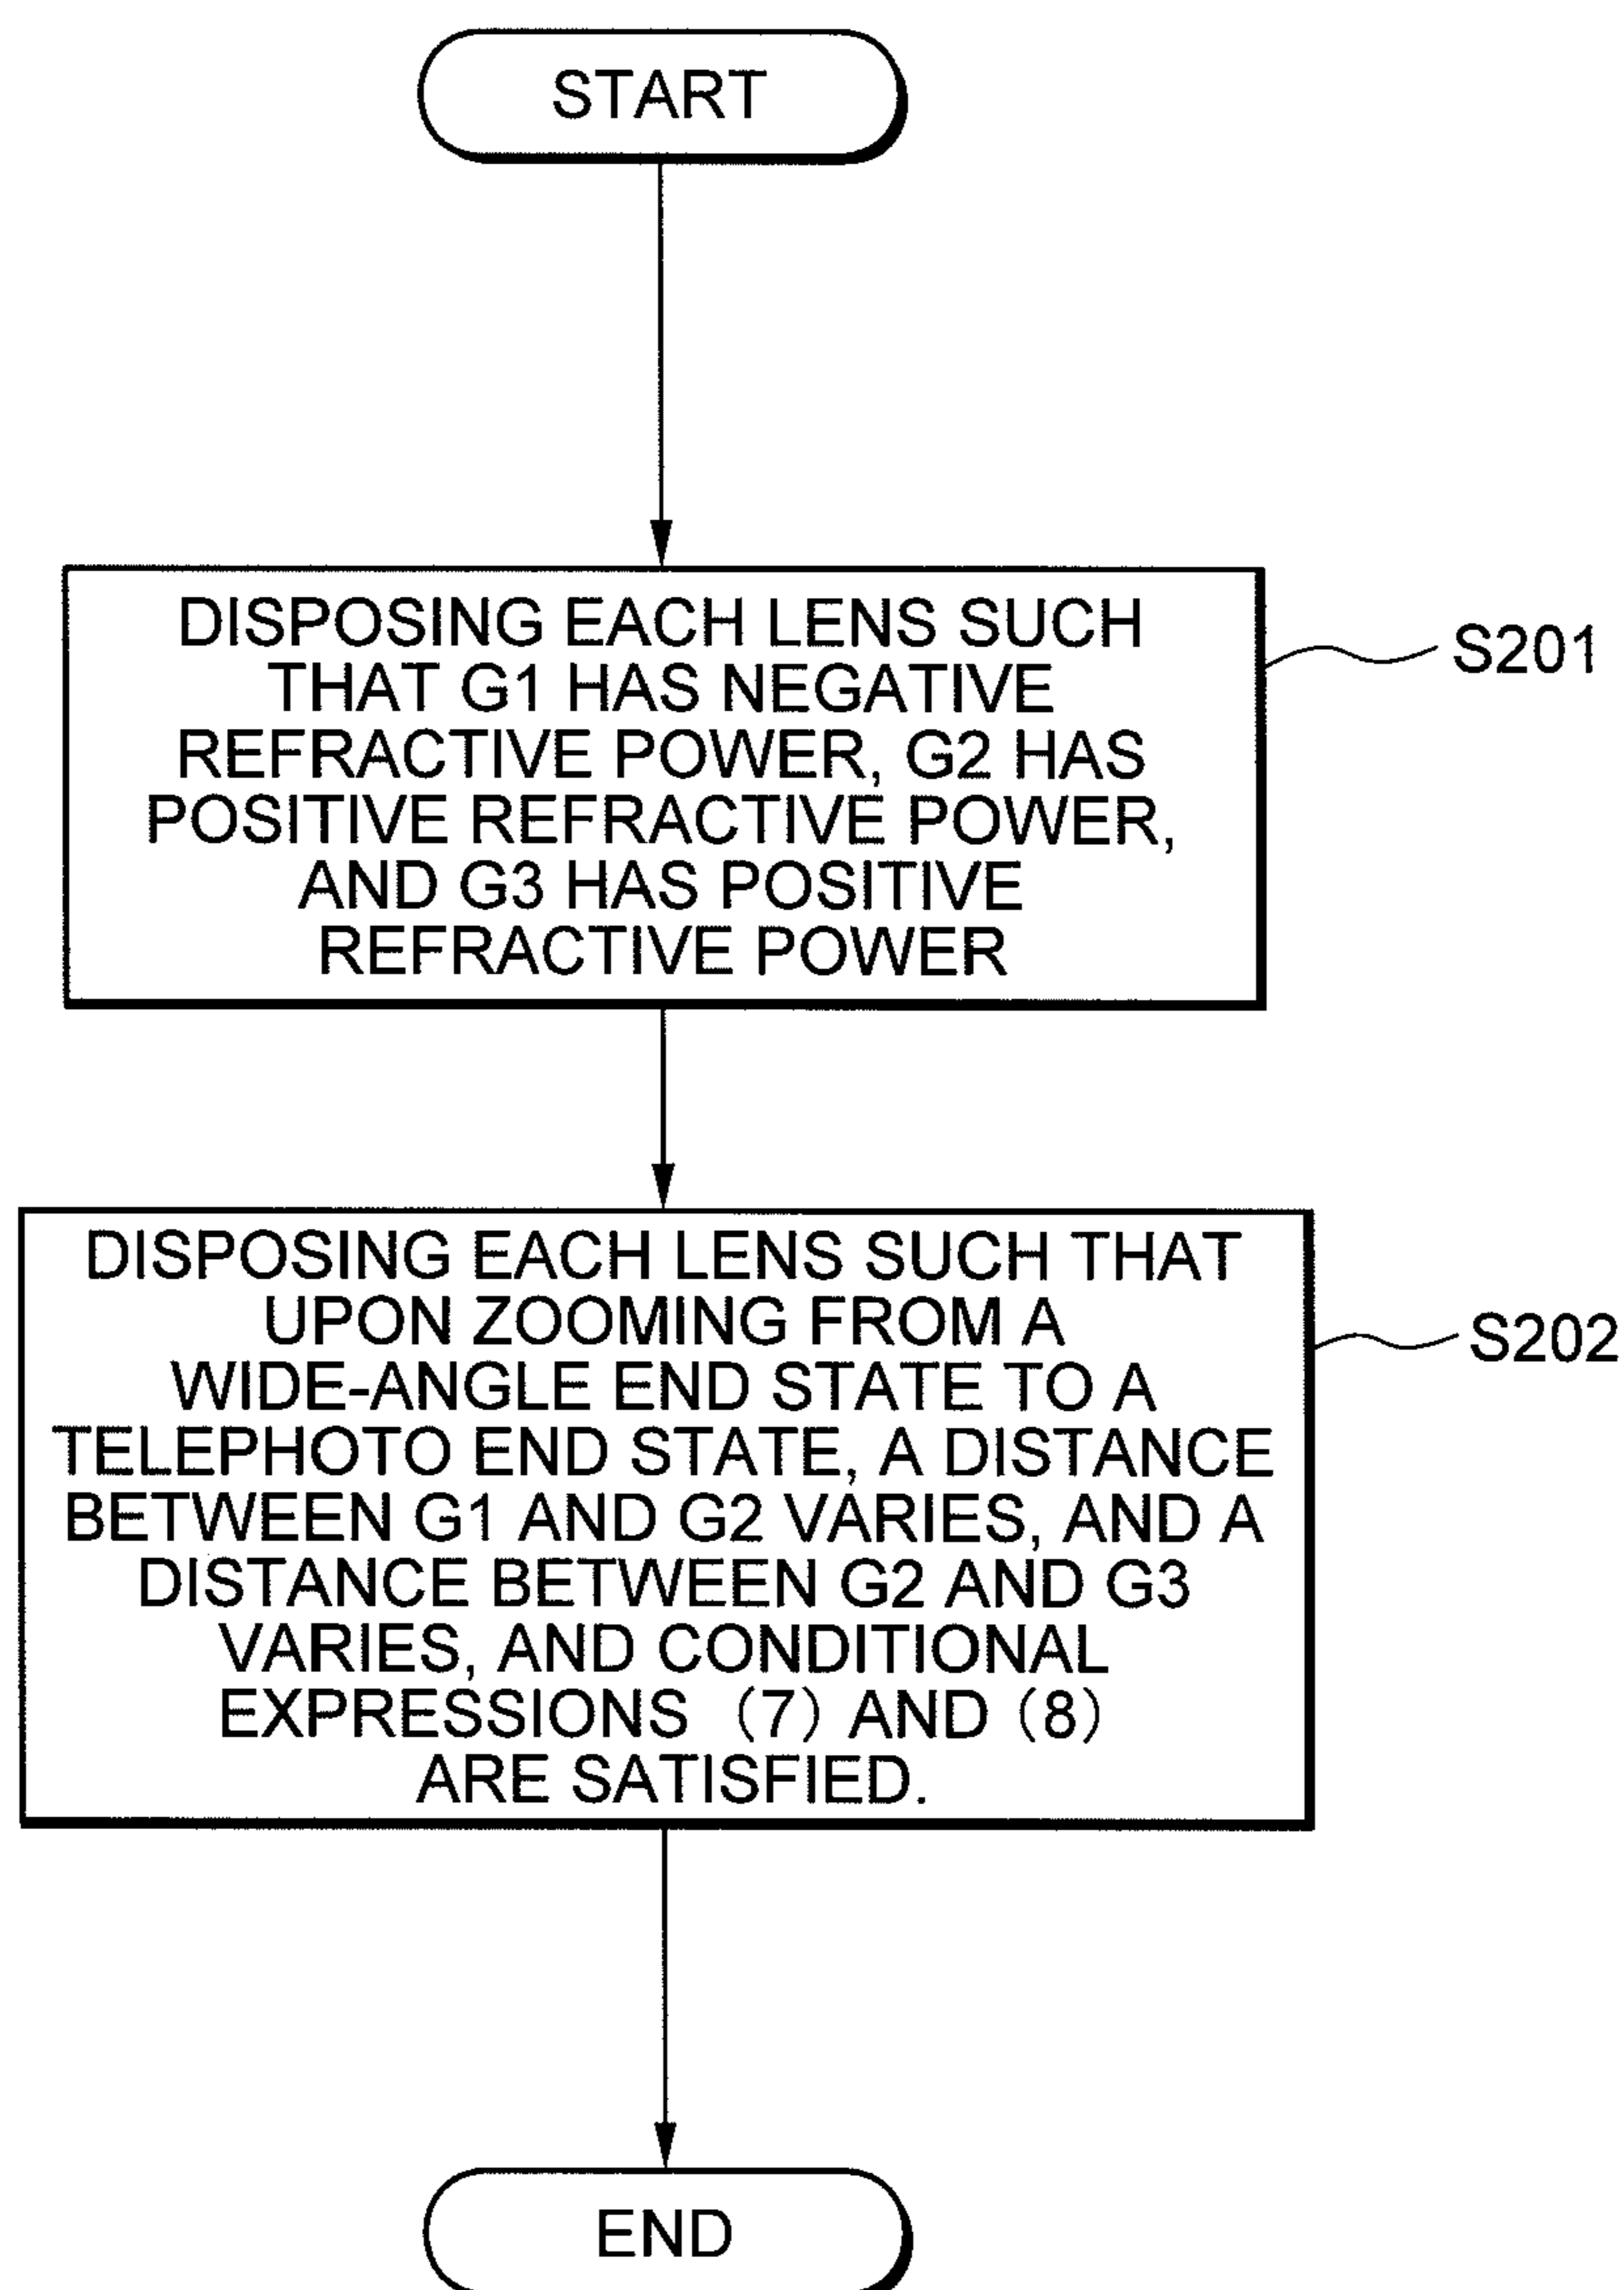 START
DISPOSING EACH LENS SUCH
THAT G1 HAS NEGATIVE
REFRACTIVE POWER, G2 HAS
POSITIVE REFRACTIVE POWER,
AND G3 HAS POSITIVE
REFRACTIVE POWER
S201
DISPOSING EACH LENS SUCH THAT
UPON ZOOMING FROM A
WIDE-ANGLE END STATE TO A
TELEPHOTO END STATE, A DISTANCE
BETWEEN G1 AND G2 VARIES, AND A
DISTANCE BETWEEN G2 AND G3
VARIES, AND CONDITIONAL
EXPRESSIONS (7) AND (8)
ARE SATISFIED.
S202
END